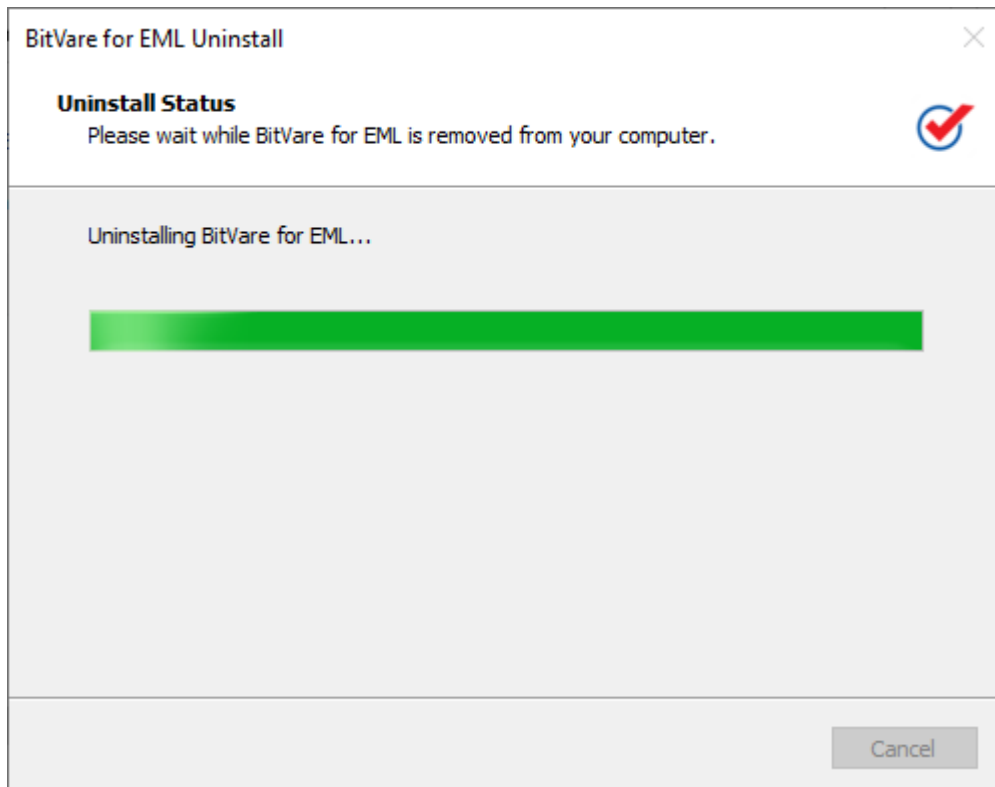 BitVare for EML Uninstall
Uninstall Status
Please wait while BitVare for EML is removed from your computer.
Uninstalling BitVare for EML...
Cancel